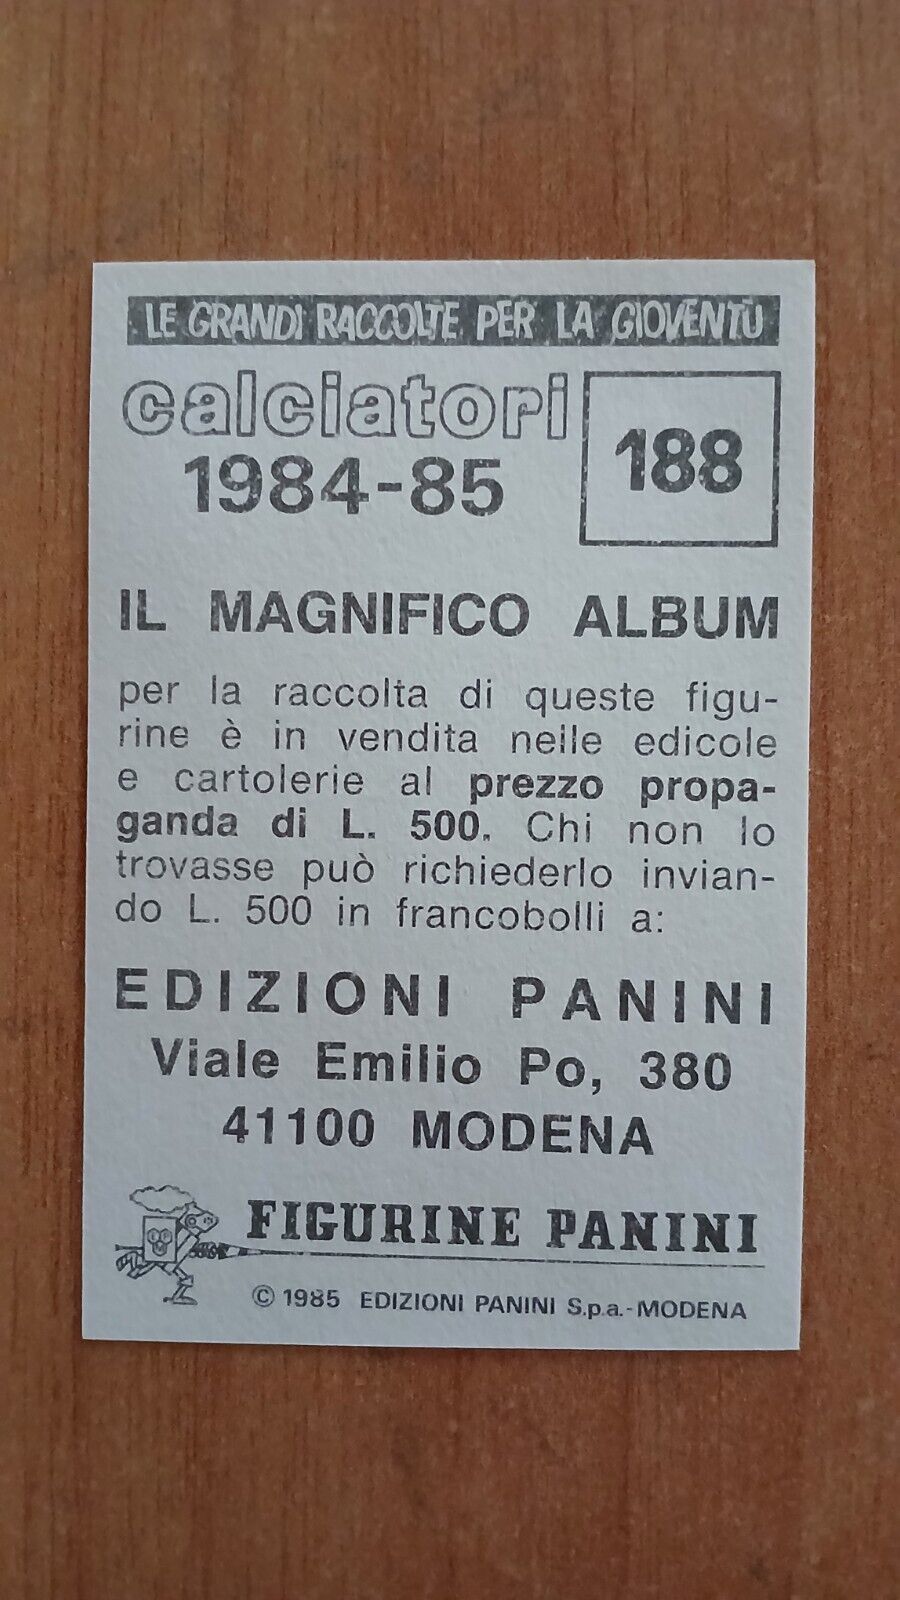 LE GRANDI RACCOLTE PER LA GIOVENTÙ
calciatori
1984-85
188
IL MAGNIFICO ALBUM
per la raccolta di queste figu-
rine è in vendita nelle edicole
e cartolerie al prezzo propa-
ganda di L. 500. Chi non lo
trovasse può richiederlo invian-
do L. 500 in francobolli a:
EDIZIONI PANINI
Viale Emilio Po, 380
41100 MODENA
FIGURINE PANINI
© 1985 EDIZIONI PANINI S.p.a.-MODENA